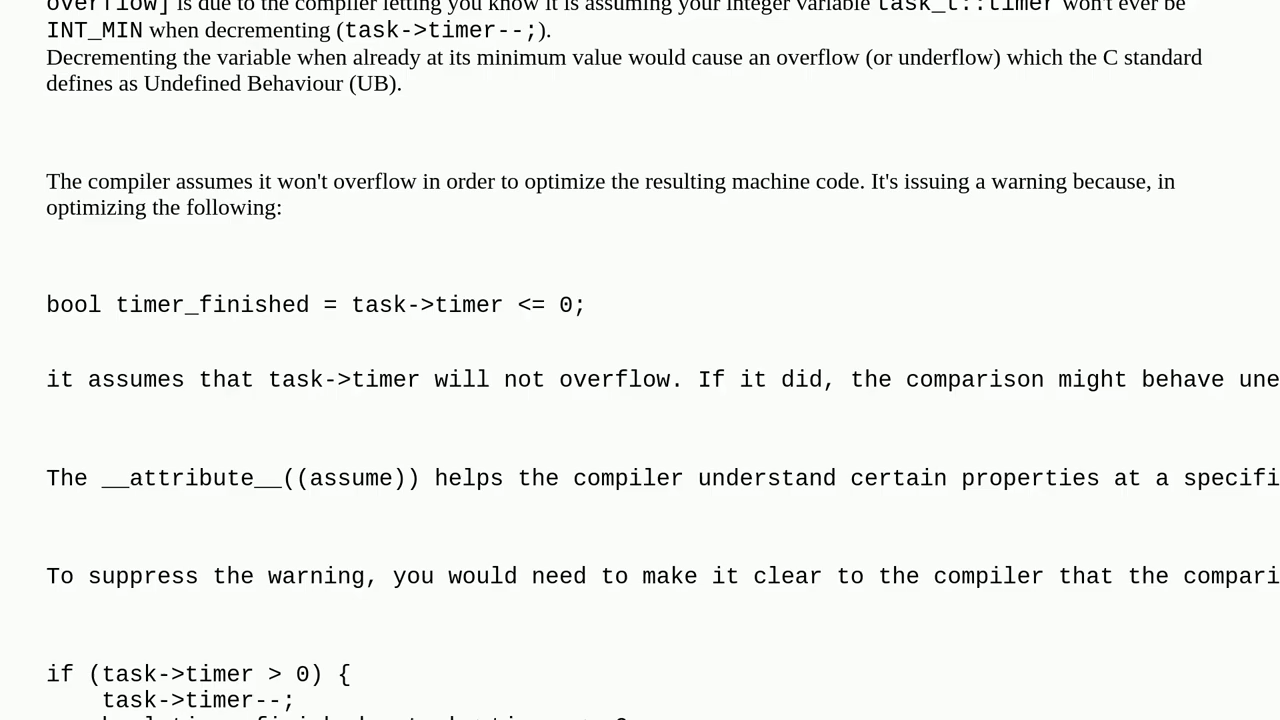 overflow] is due to the compiler letting you know it is assuming your integer variable task_t::timer won't ever be
INT_MIN when decrementing (task->timer--;).
Decrementing the variable when already at its minimum value would cause an overflow (or underflow) which the C standard
defines as Undefined Behaviour (UB).
The compiler assumes it won't overflow in order to optimize the resulting machine code. It's issuing a warning because, in
optimizing the following:
bool timer_finished = task->timer <= 0;
it assumes that task->timer will not overflow. If it did, the comparison might behave une
The __attribute__((assume)) helps the compiler understand certain properties at a specifi
To suppress the warning, you would need to make it clear to the compiler that the compari
if (task->timer > 0) {
    task->timer--;